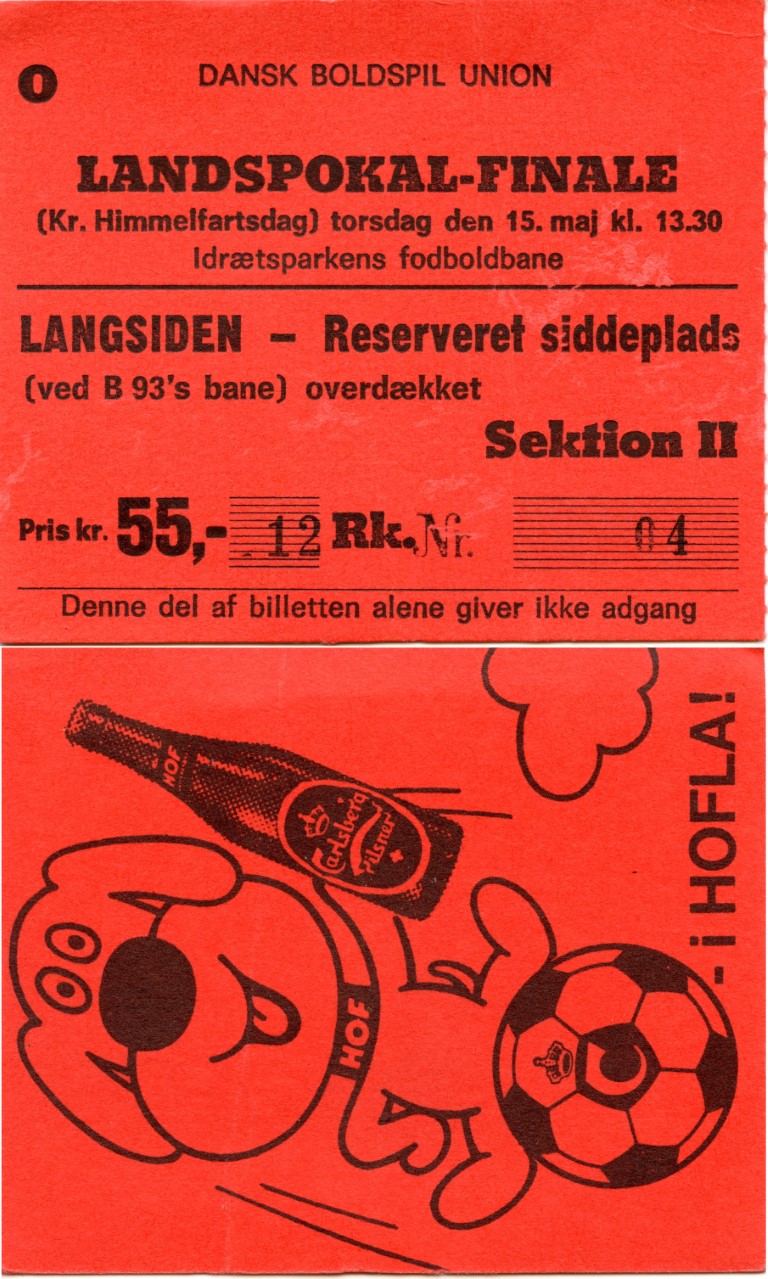 O
DANSK BOLDSPIL UNION
LANDSPOKAL-FINALE
(Kr. Himmelfartsdag) torsdag den 15. maj kl. 13.30
Idrætsparkens fodboldbane
LANGSIDEN – Reserveret siddeplads
(ved B 93's bane) overdækket
Sektion II
Pris kr. 55,- 12 Rk. Nr. 04
Denne del af billetten alene giver ikke adgang
HOF
Carlsberg
Pilsner
HOF
C
- i HOFLA!